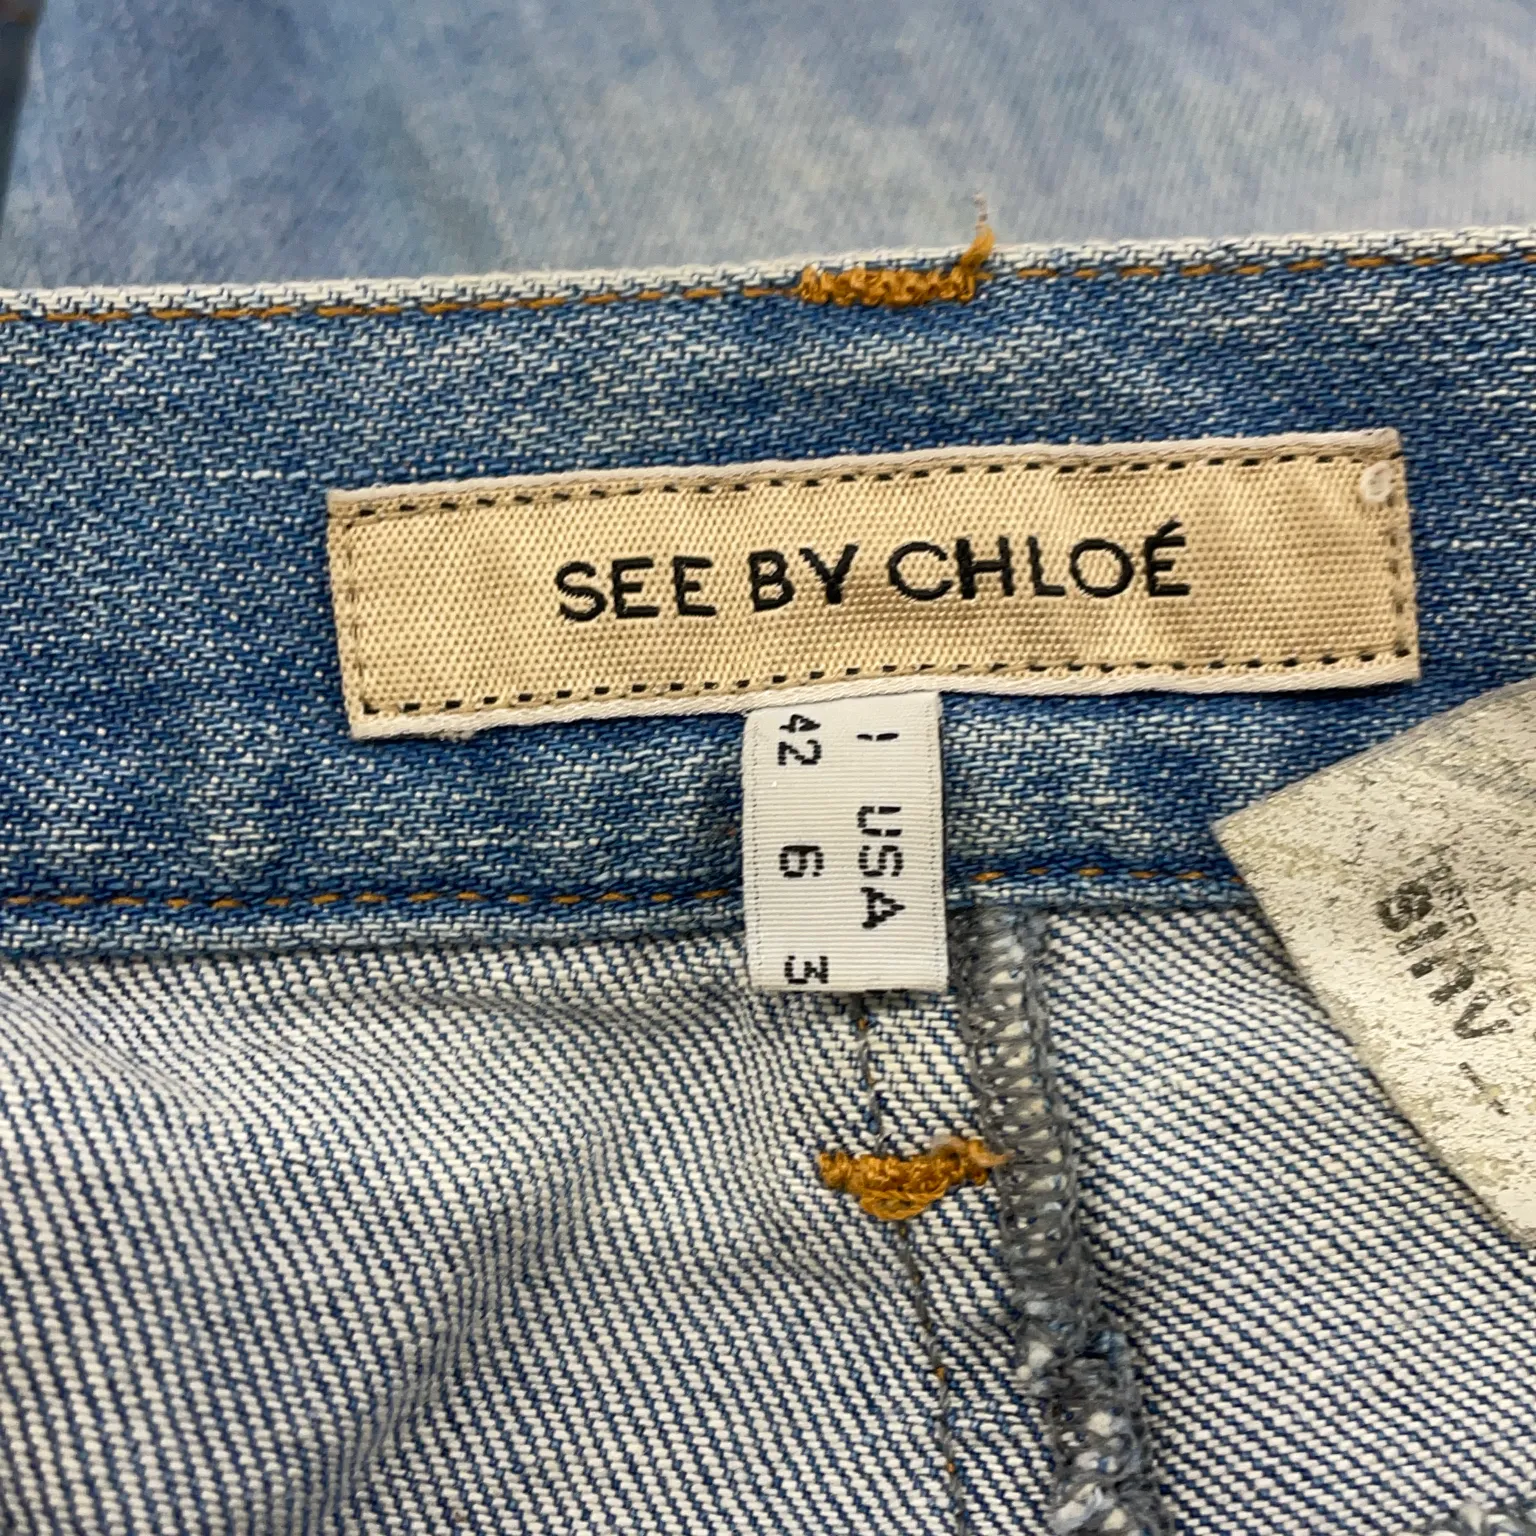 SEE BY CHLOÉ
I USA
42 6 3